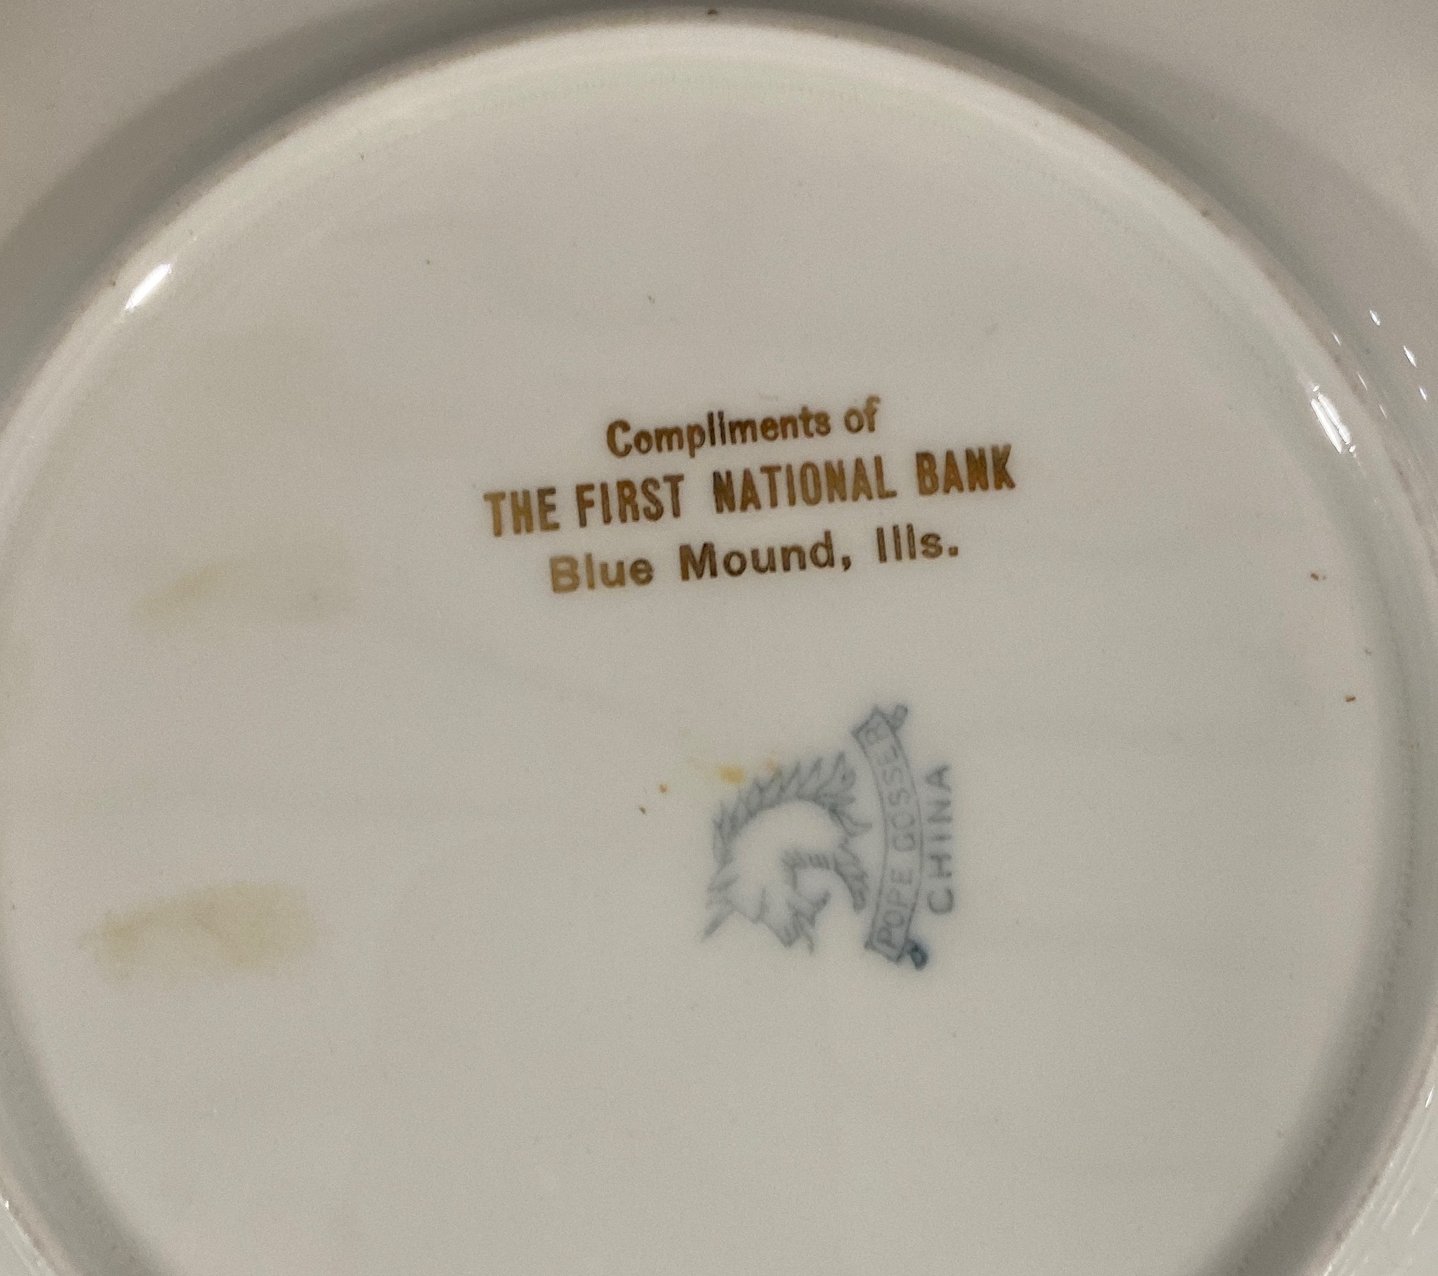 Compliments of
THE FIRST NATIONAL BANK
Blue Mound, Ills.
POPE GOSSER
CHINA